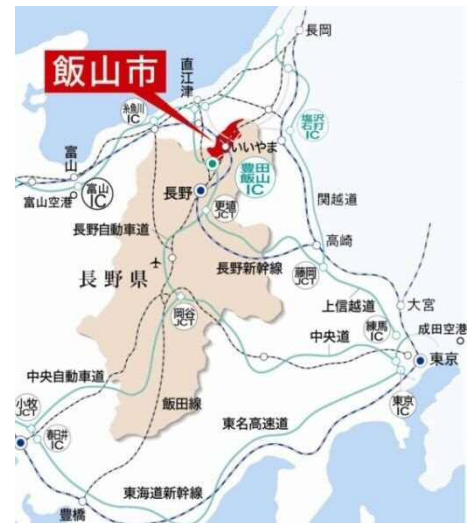 長岡
飯山市
直江津
糸魚川
IC
塩沢
石打
IC
いいやま
豊田
飯山
IC
富山
富山
IC
富山空港
長野
更埴
JCT
関越道
長野自動車道
高崎
長野新幹線
藤岡
JCT
長野県
大宮
上信越道
岡谷
JCT
練馬
IC
成田空港
中央道
東京
中央自動車道
飯田線
小牧
JCT
春日井
IC
東京
IC
東名高速道
東海道新幹線
豊橋